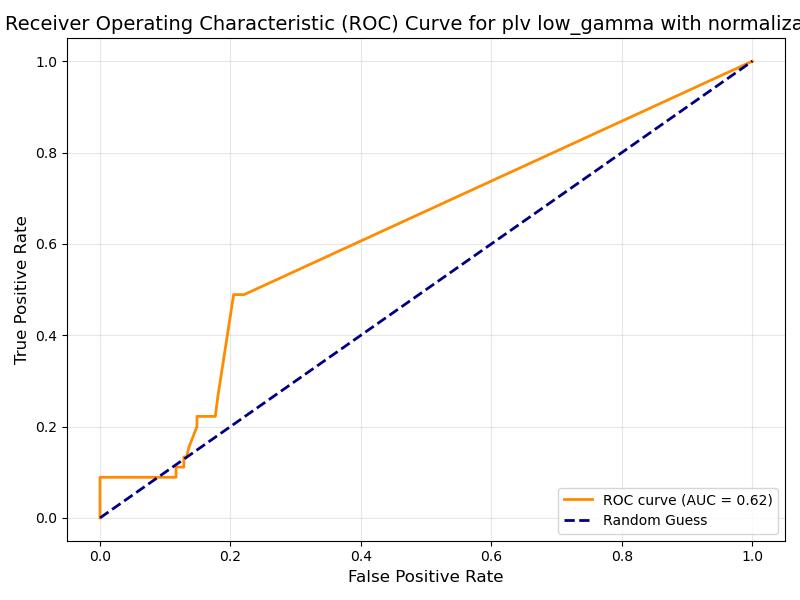 Receiver Operating Characteristic (ROC) Curve for plv low_gamma with normaliza
1.0
0.8
0.6
0.4
0.2
0.0
True Positive Rate
ROC curve (AUC = 0.62)
Random Guess
0.0 0.2 0.4 0.6 0.8 1.0
False Positive Rate